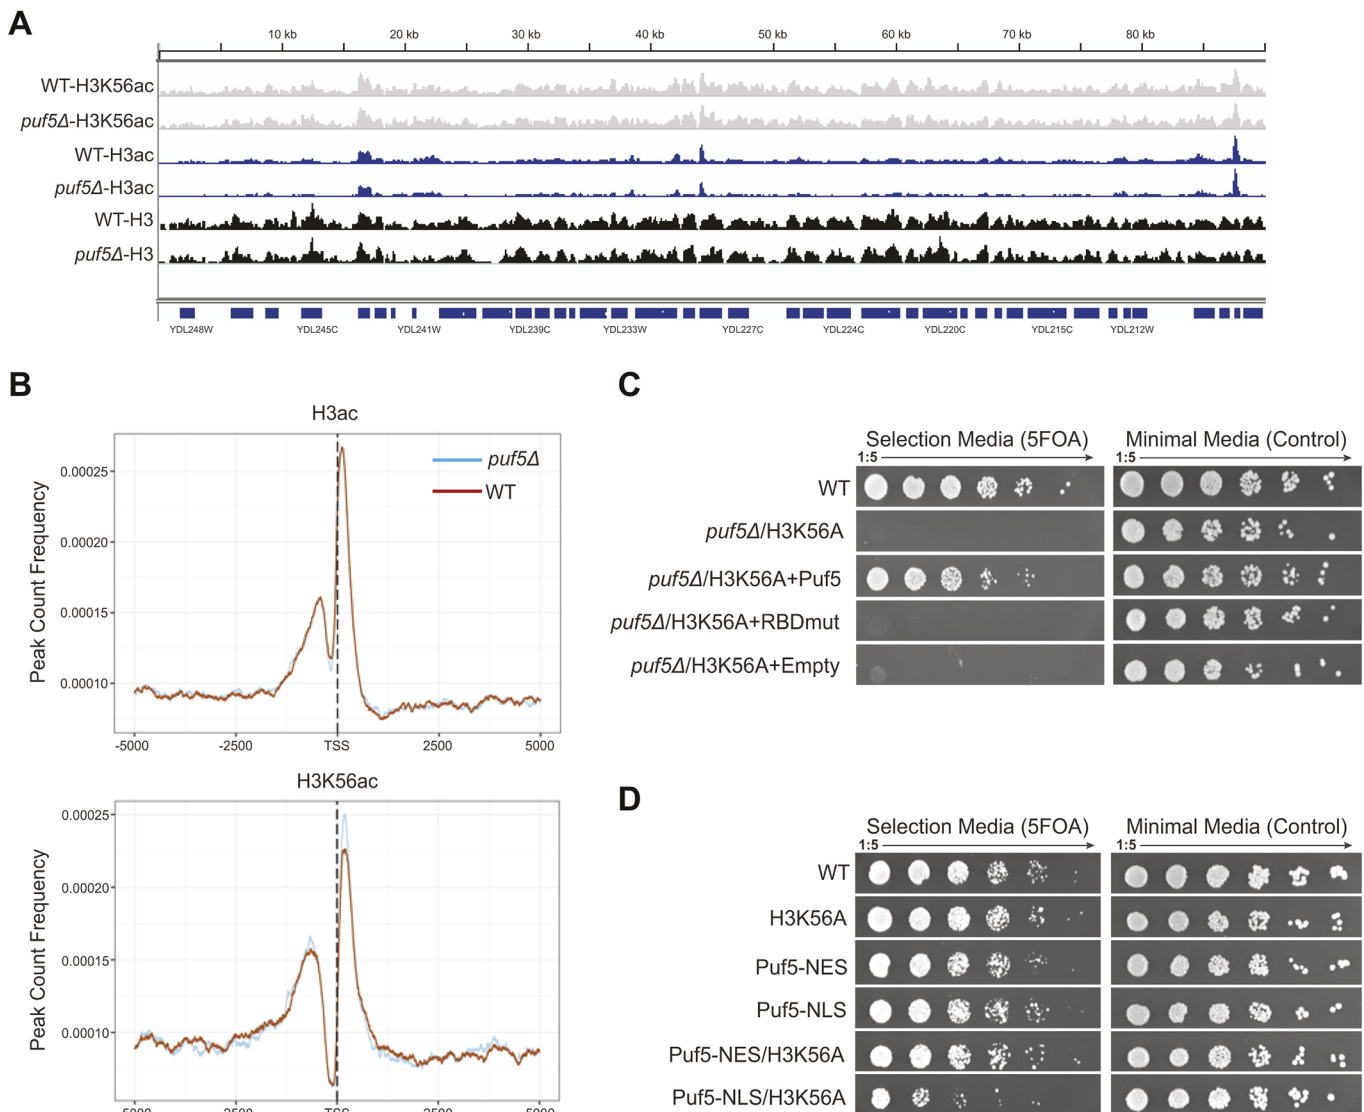 A
10 kb 20 kb 30 kb 40 kb 50 kb 60 kb 70 kb 80 kb
WT-H3K56ac
puf5Δ-H3K56ac
WT-H3ac
puf5Δ-H3ac
WT-H3
puf5Δ-H3
YDL248W YDL245C YDL241W YDL239C YDL233W YDL227C YDL224C YDL220C YDL215C YDL212W
B
H3ac
Peak Count Frequency
0.00025
0.00020
0.00015
0.00010
puf5Δ
WT
-5000 -2500 TSS 2500 5000
H3K56ac
Peak Count Frequency
0.00025
0.00020
0.00015
0.00010
-5000 -2500 TSS 2500 5000
C
Selection Media (5FOA) Minimal Media (Control)
1:5 1:5
WT
puf5Δ/H3K56A
puf5Δ/H3K56A+Puf5
puf5Δ/H3K56A+RBDmut
puf5Δ/H3K56A+Empty
D
Selection Media (5FOA) Minimal Media (Control)
1:5 1:5
WT
H3K56A
Puf5-NES
Puf5-NLS
Puf5-NES/H3K56A
Puf5-NLS/H3K56A